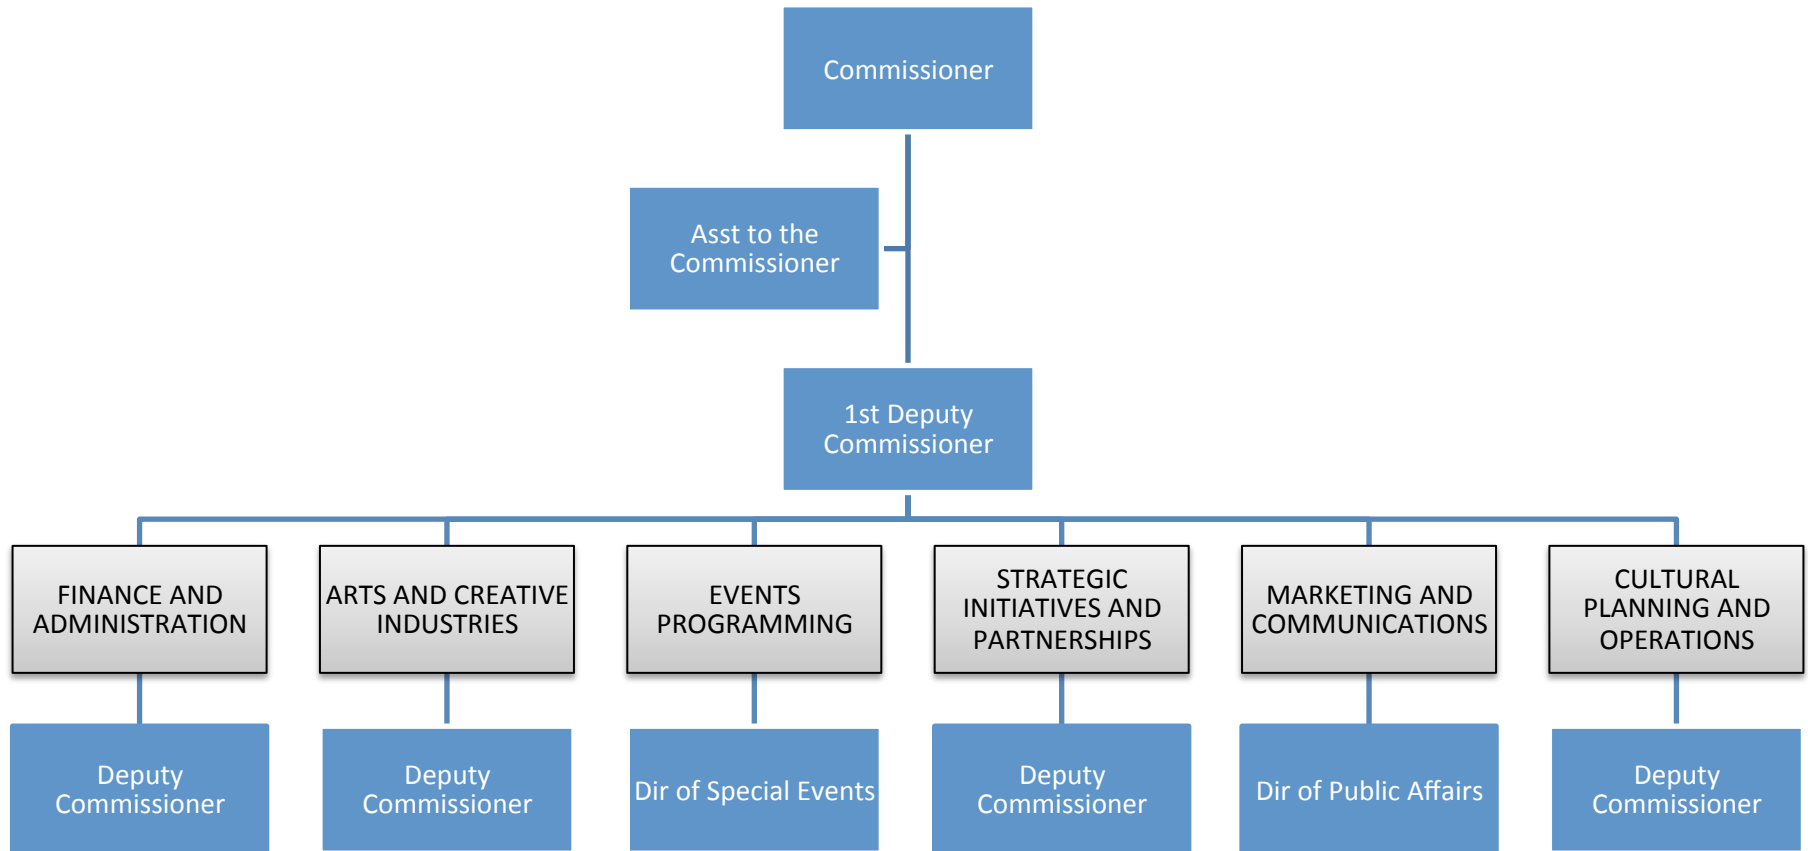 Commissioner
Asst to the
Commissioner
1st Deputy
Commissioner
FINANCE AND
ADMINISTRATION
ARTS AND CREATIVE
INDUSTRIES
EVENTS
PROGRAMMING
STRATEGIC
INITIATIVES AND
PARTNERSHIPS
MARKETING AND
COMMUNICATIONS
CULTURAL
PLANNING AND
OPERATIONS
Deputy
Commissioner
Deputy
Commissioner
Dir of Special Events
Deputy
Commissioner
Dir of Public Affairs
Deputy
Commissioner